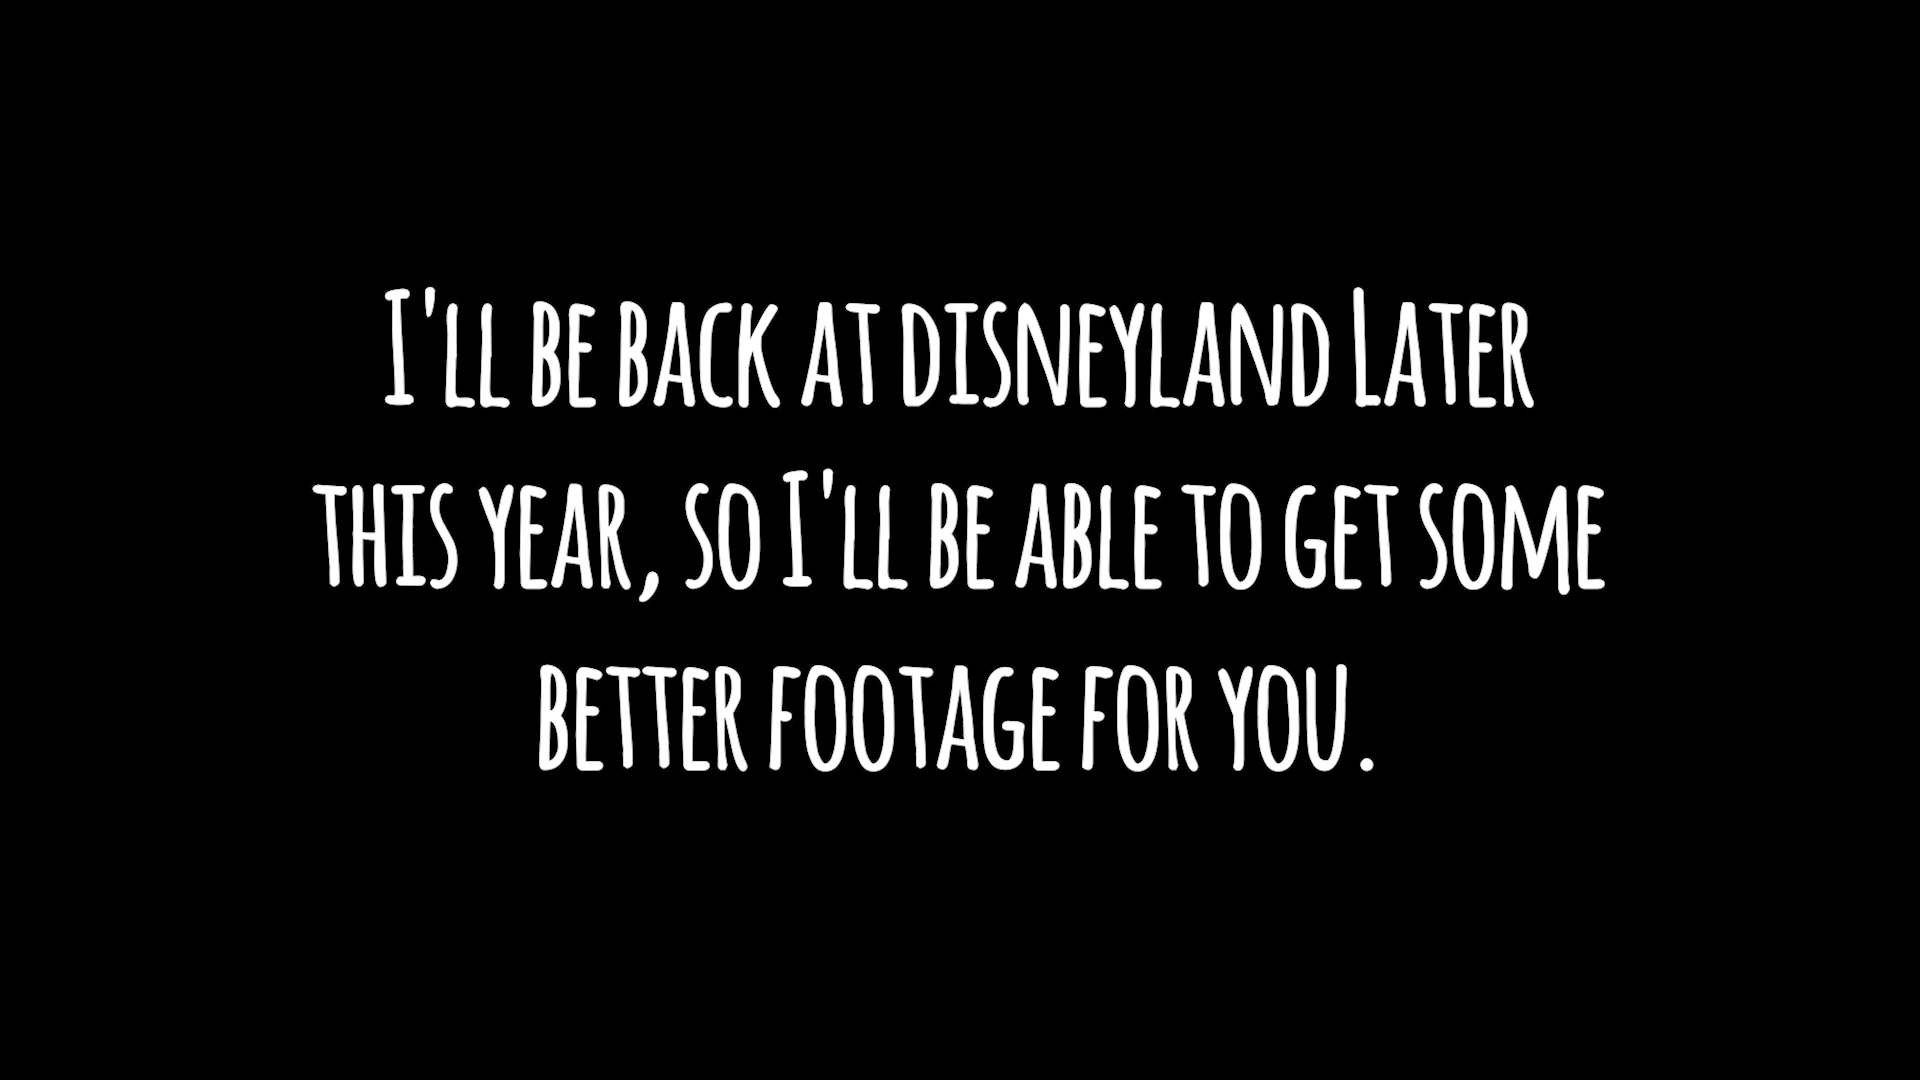 I'll be back at disneyland Later
this year, so I'll be able to get some
better footage for you.